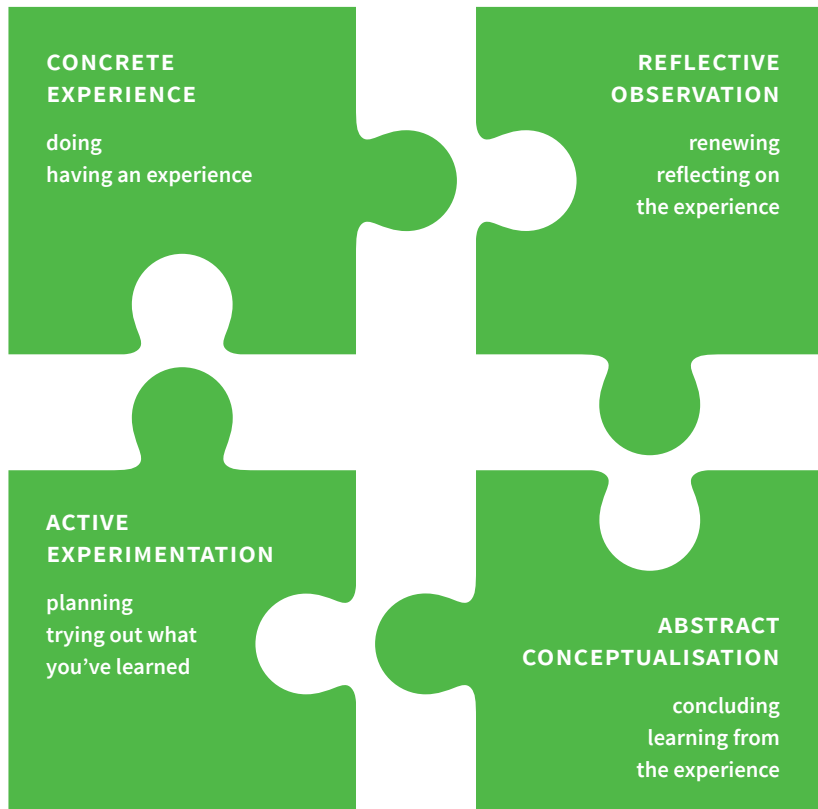 CONCRETE
EXPERIENCE
doing
having an experience
REFLECTIVE
OBSERVATION
renewing
reflecting on
the experience
ACTIVE
EXPERIMENTATION
planning
trying out what
you’ve learned
ABSTRACT
CONCEPTUALISATION
concluding
learning from
the experience